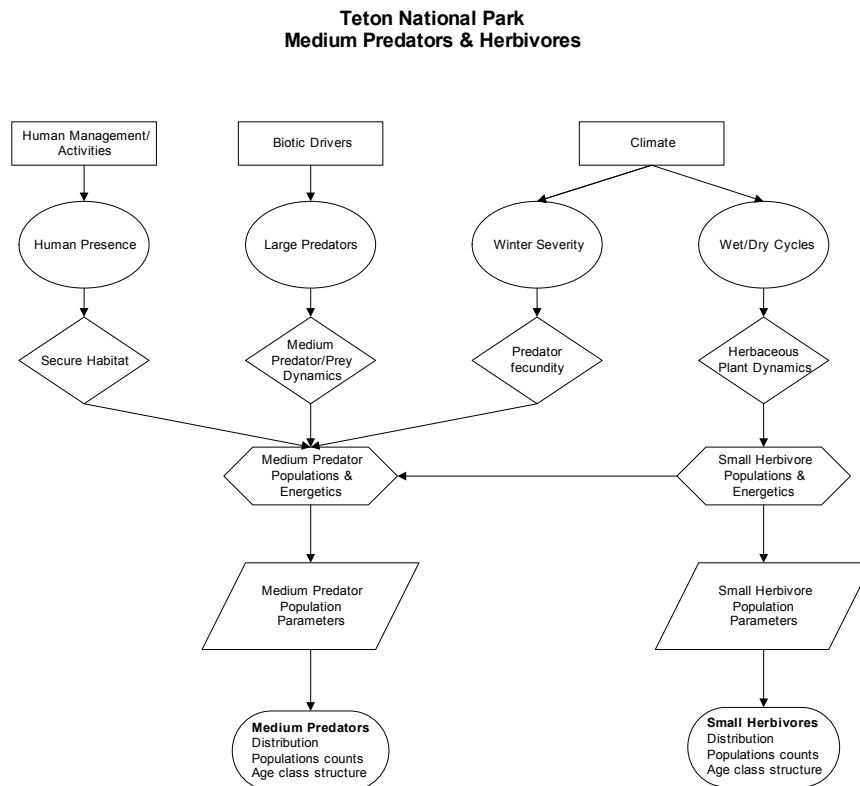 Teton National Park
Medium Predators & Herbivores
Human Management/
Activities
Biotic Drivers
Climate
Human Presence
Large Predators
Winter Severity
Wet/Dry Cycles
Secure Habitat
Medium
Predator/Prey
Dynamics
Predator
fecundity
Herbaceous
Plant Dynamics
Medium Predator
Populations &
Energetics
Small Herbivore
Populations &
Energetics
Medium Predator
Population
Parameters
Small Herbivore
Population
Parameters
Medium Predators
Distribution
Populations counts
Age class structure
Small Herbivores
Distribution
Populations counts
Age class structure